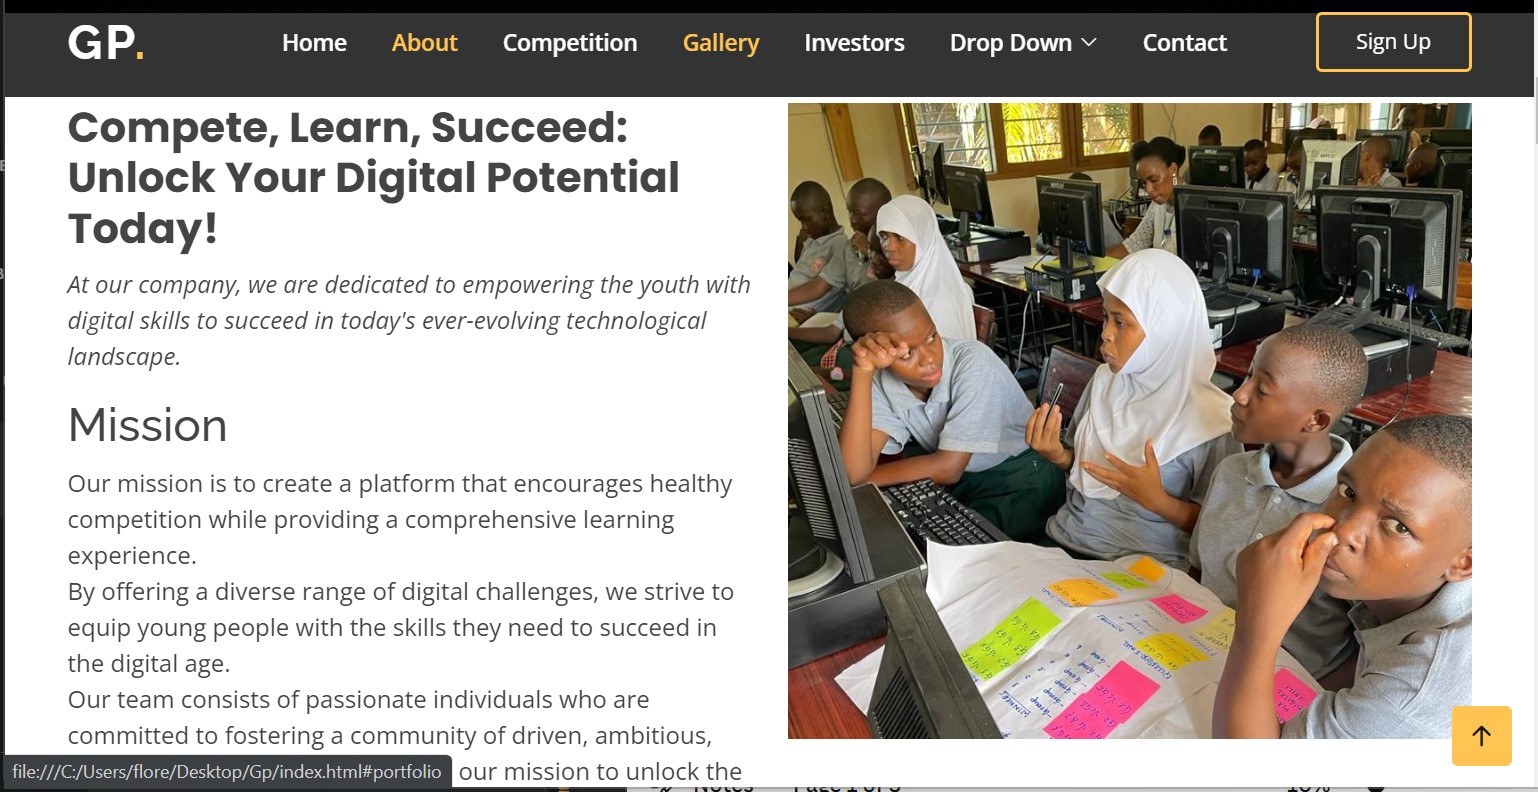 GP.
Home
About
Competition
Gallery
Investors
Drop Down
Contact
Sign Up
Compete, Learn, Succeed:
Unlock Your Digital Potential
Today!
At our company, we are dedicated to empowering the youth with
digital skills to succeed in today's ever-evolving technological
landscape.
Mission
Our mission is to create a platform that encourages healthy
competition while providing a comprehensive learning
experience.
By offering a diverse range of digital challenges, we strive to
equip young people with the skills they need to succeed in
the digital age.
Our team consists of passionate individuals who are
committed to fostering a community of driven, ambitious,
our mission to unlock the
file:///C:/Users/flore/Desktop/Gp/index.html#portfolio